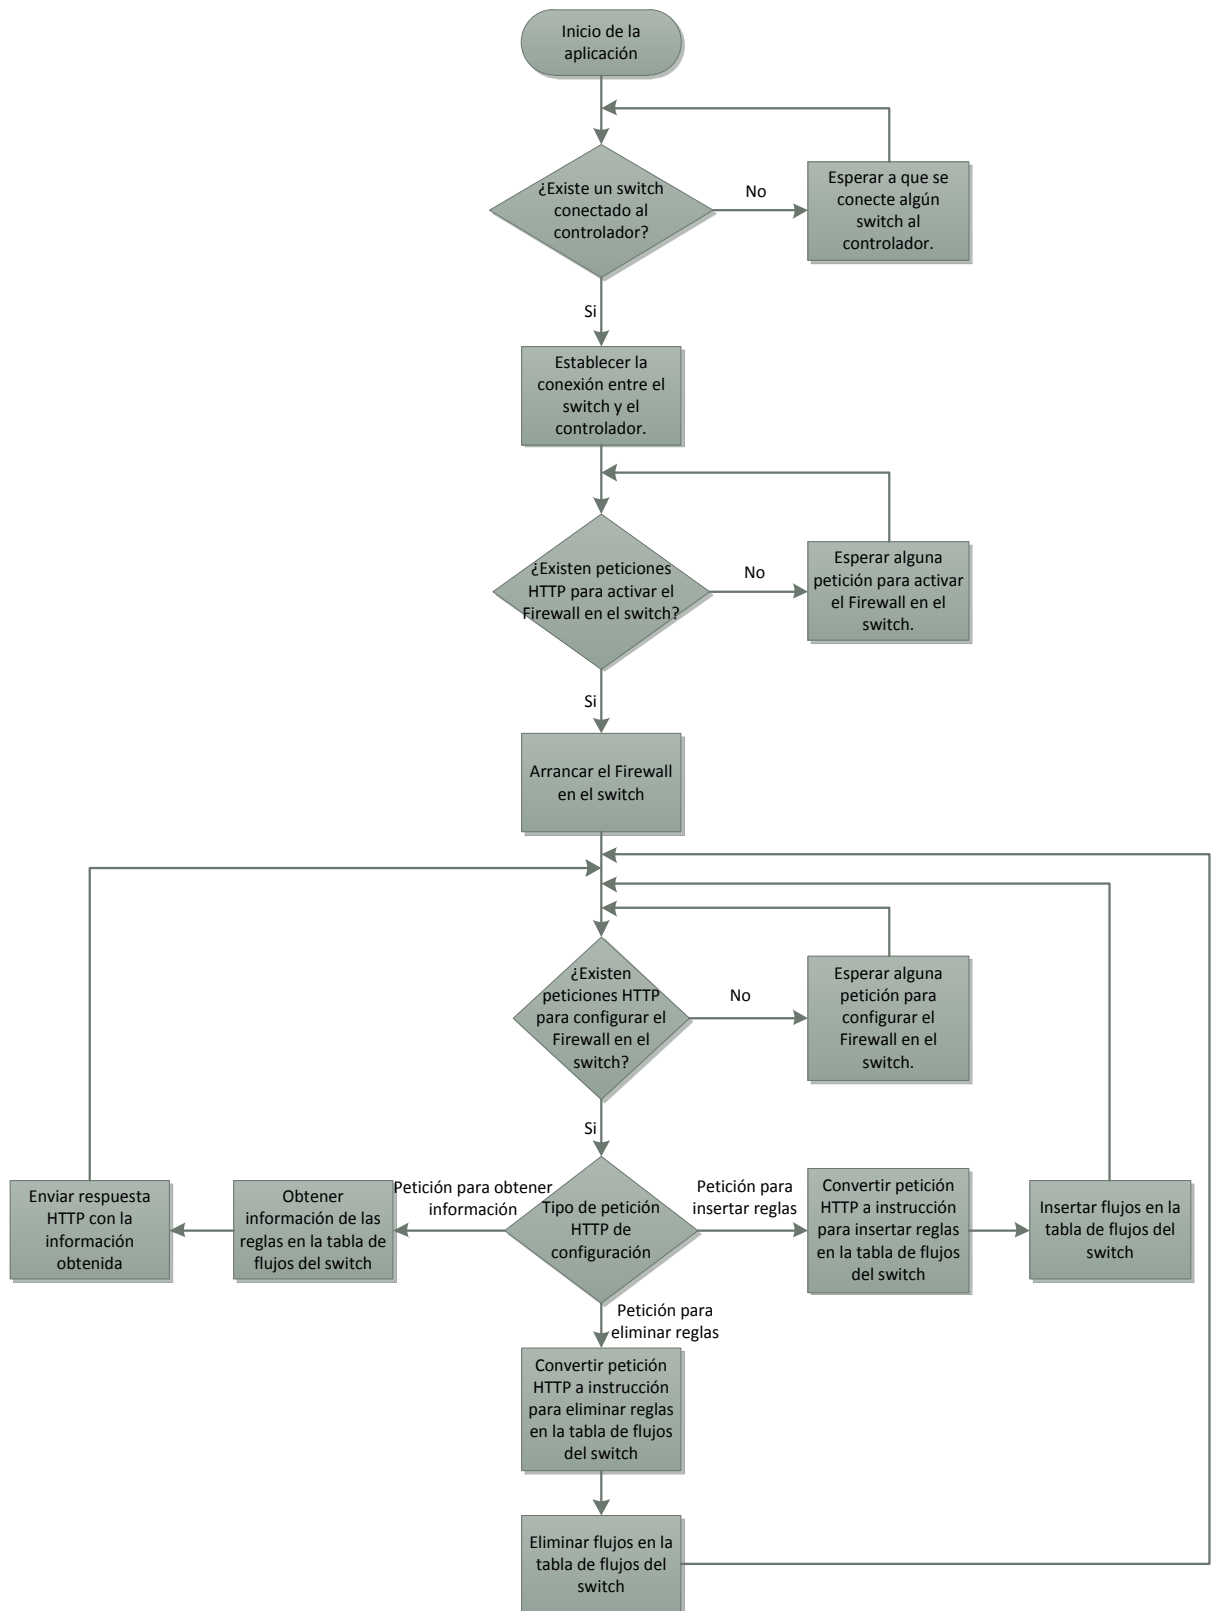 Inicio de la
aplicación
¿Existe un switch
conectado al
controlador?
No
Esperar a que se
conecte algún
switch al
controlador.
Si
Establecer la
conexión entre el
switch y el
controlador.
¿Existen peticiones
HTTP para activar el
Firewall en el switch?
No
Esperar alguna
petición para activar
el Firewall en el
switch.
Si
Arrancar el Firewall
en el switch
¿Existen
peticiones HTTP
para configurar el
Firewall en el
switch?
No
Esperar alguna
petición para
configurar el
Firewall en el
switch.
Si
Enviar respuesta
HTTP con la
información
obtenida
Obtener
información de las
reglas en la tabla de
flujos del switch
Petición para obtener
información
Tipo de petición
HTTP de
configuración
Petición para
insertar reglas
Convertir petición
HTTP a instrucción
para insertar reglas
en la tabla de flujos
del switch
Insertar flujos en la
tabla de flujos del
switch
Petición para
eliminar reglas
Convertir petición
HTTP a instrucción
para eliminar reglas
en la tabla de flujos
del switch
Eliminar flujos en la
tabla de flujos del
switch